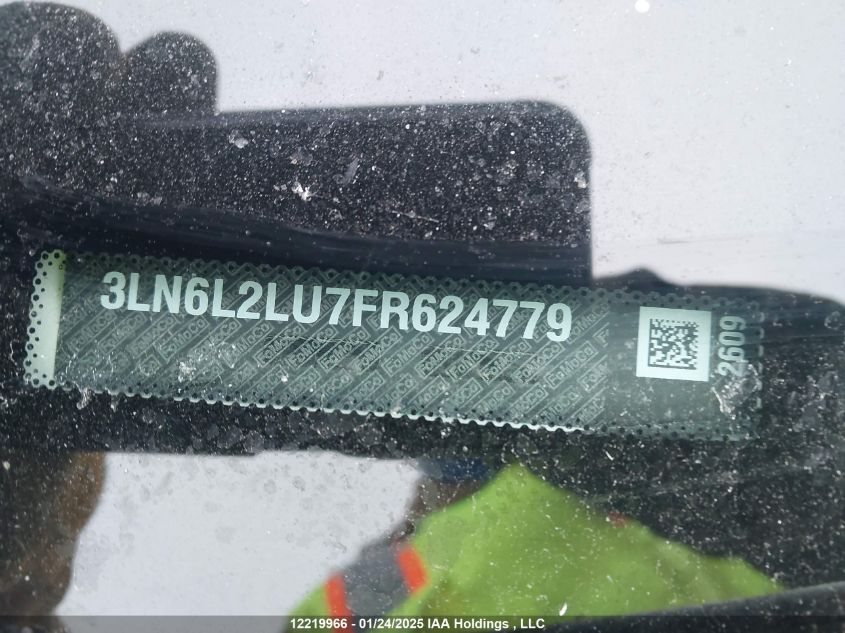 3LN6L2LU7FR624779
2609
12219966 - 01/24/2025 IAA Holdings , LLC